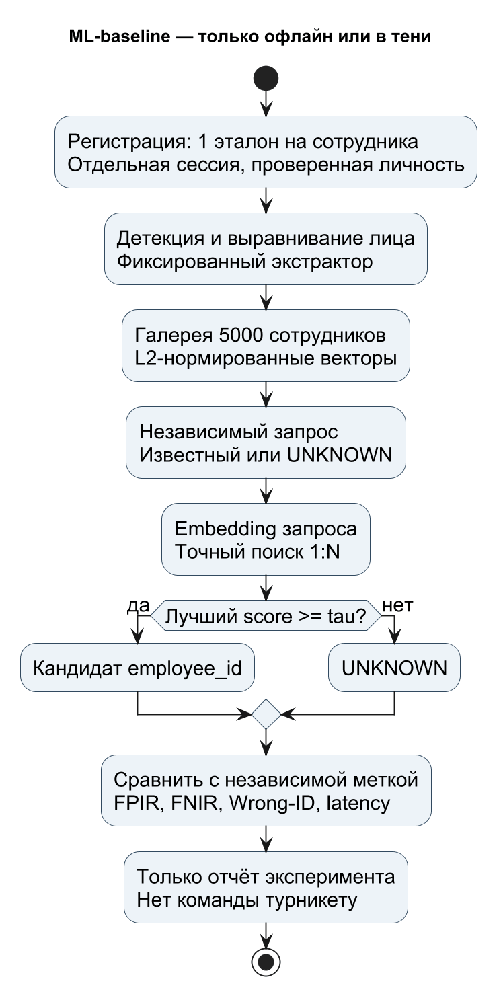 ML-baseline — только офлайн или в тени
Регистрация: 1 эталон на сотрудника
Отдельная сессия, проверенная личность
Детекция и выравнивание лица
Фиксированный экстрактор
Галерея 5000 сотрудников
L2-нормированные векторы
Независимый запрос
Известный или UNKNOWN
Embedding запроса
Точный поиск 1:N
да
Лучший score >= tau?
нет
Кандидат employee_id
UNKNOWN
Сравнить с независимой меткой
FPIR, FNIR, Wrong-ID, latency
Только отчёт эксперимента
Нет команды турникету